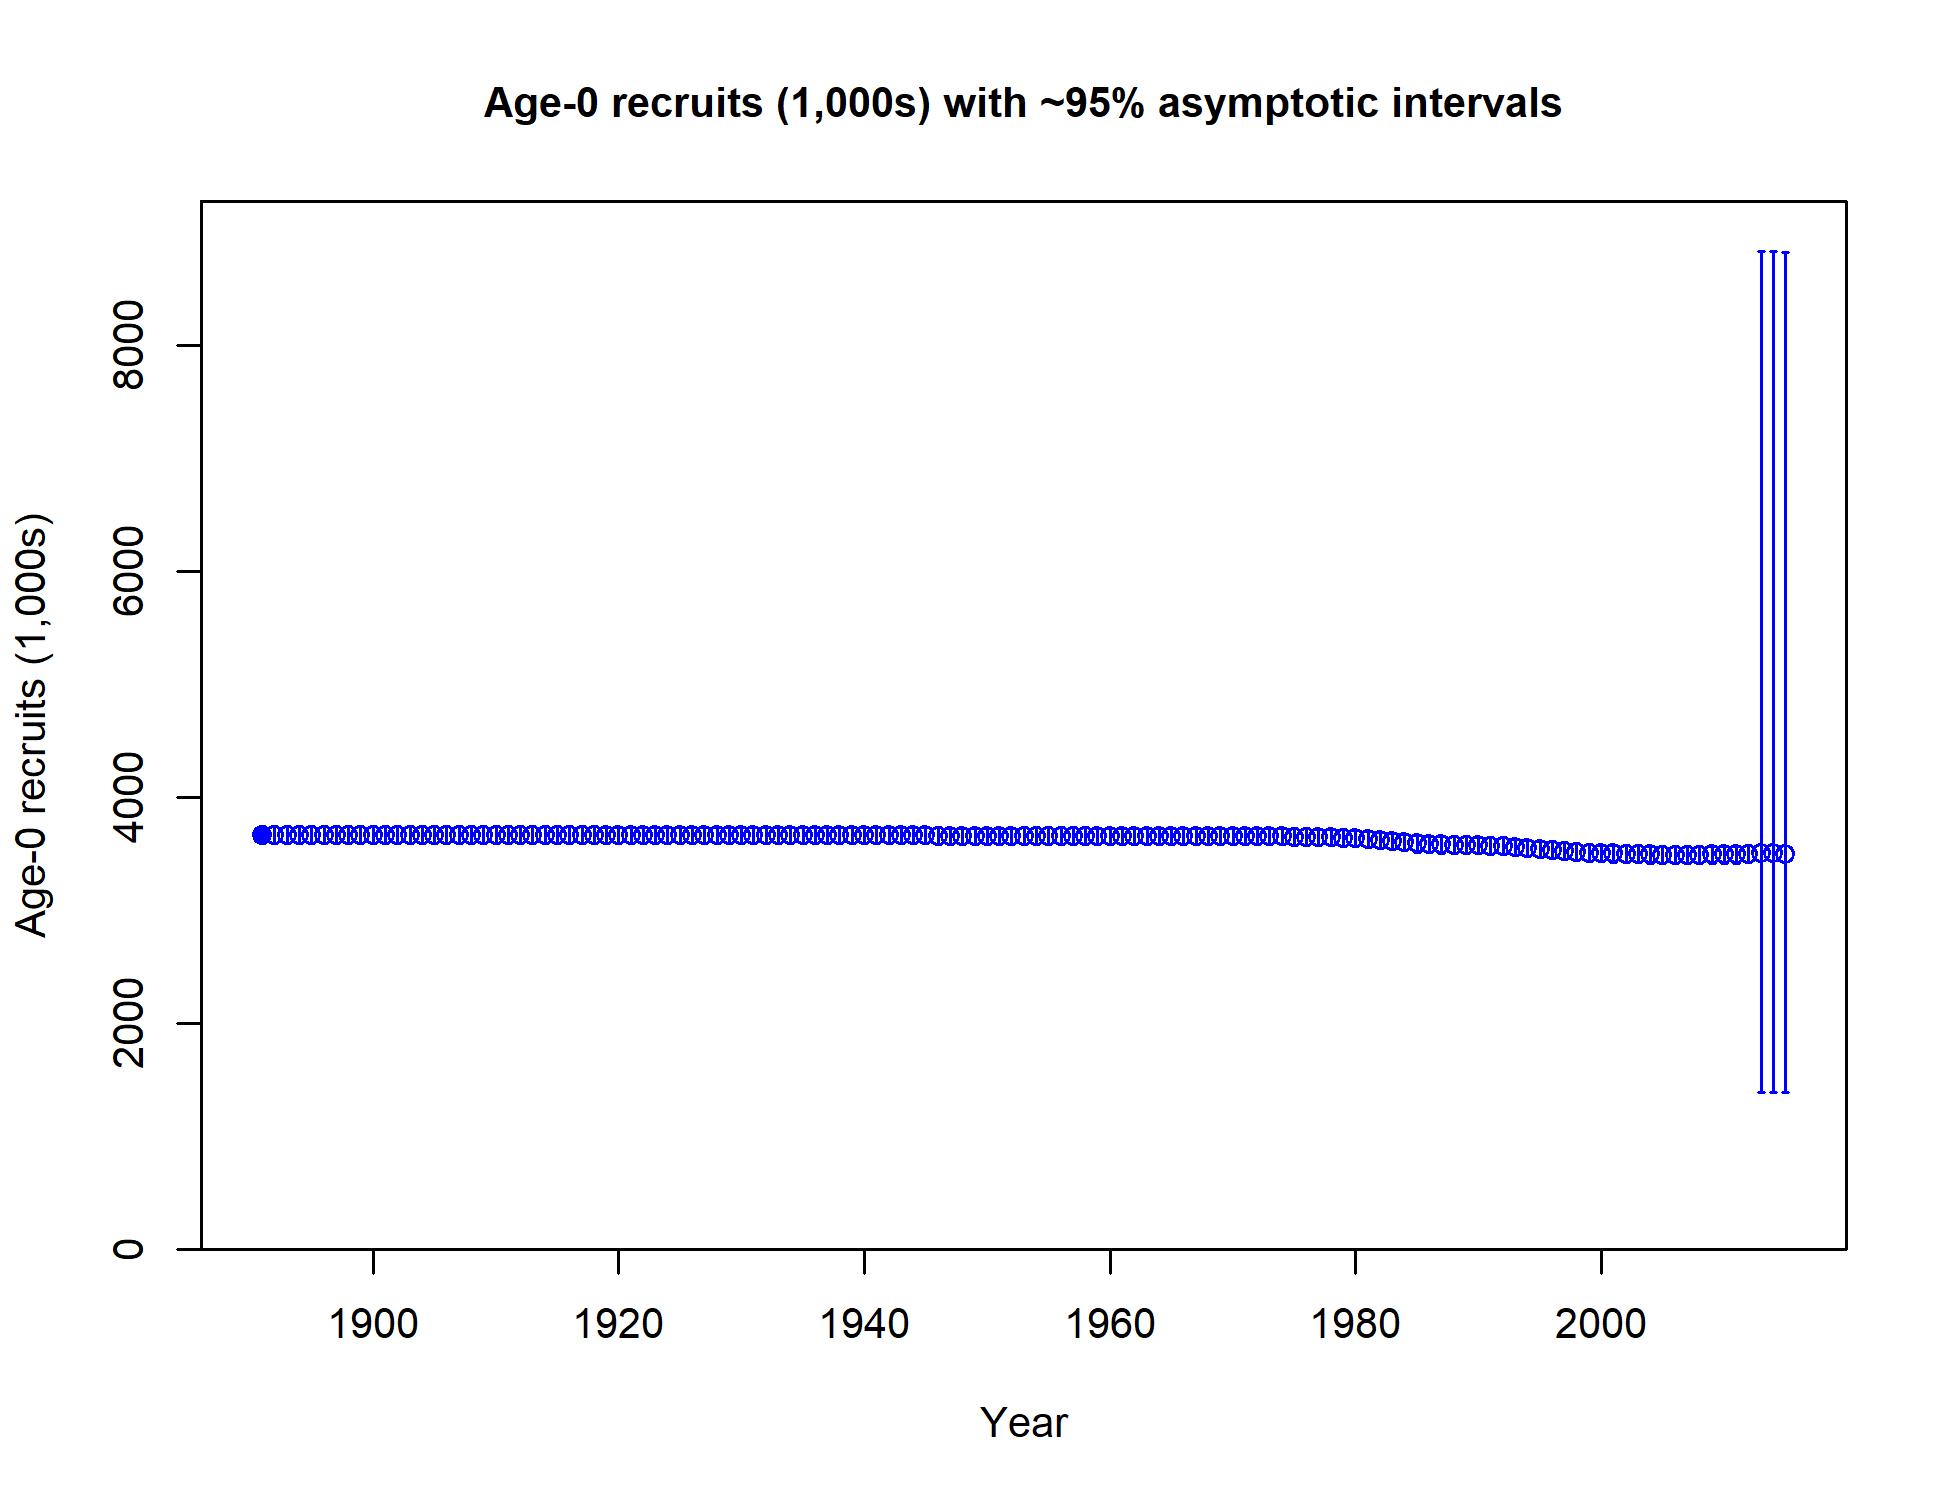 Age-0 recruits (1,000s) with ~95% asymptotic intervals
Age-0 recruits (1,000s)
8000
6000
4000
2000
0
1900 1920 1940 1960 1980 2000
Year